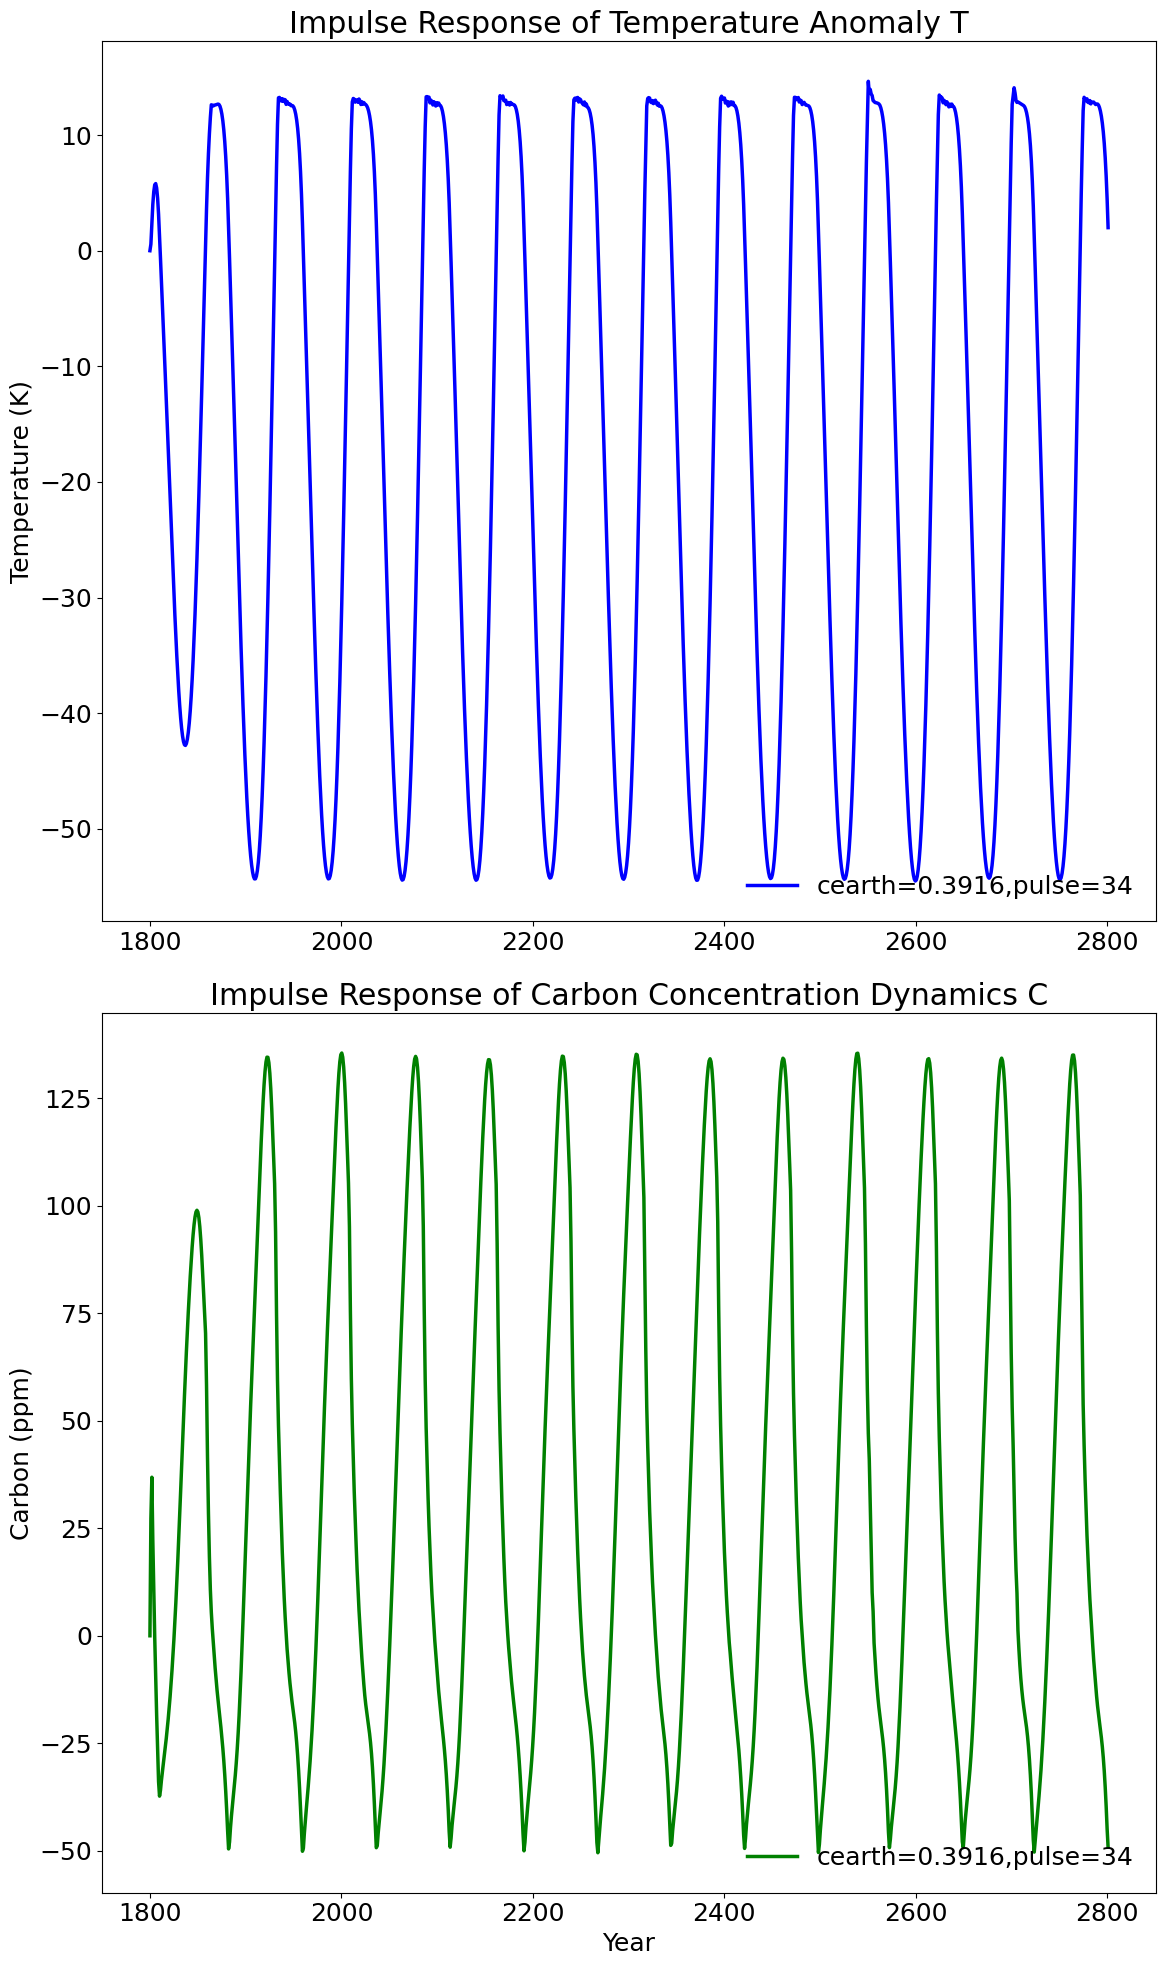 Impulse Response of Temperature Anomaly T
Temperature (K)
10
0
−10
−20
−30
−40
−50
cearth=0.3916,pulse=34
1800 2000 2200 2400 2600 2800
Impulse Response of Carbon Concentration Dynamics C
Carbon (ppm)
125
100
75
50
25
0
−25
−50
cearth=0.3916,pulse=34
1800 2000 2200 2400 2600 2800
Year